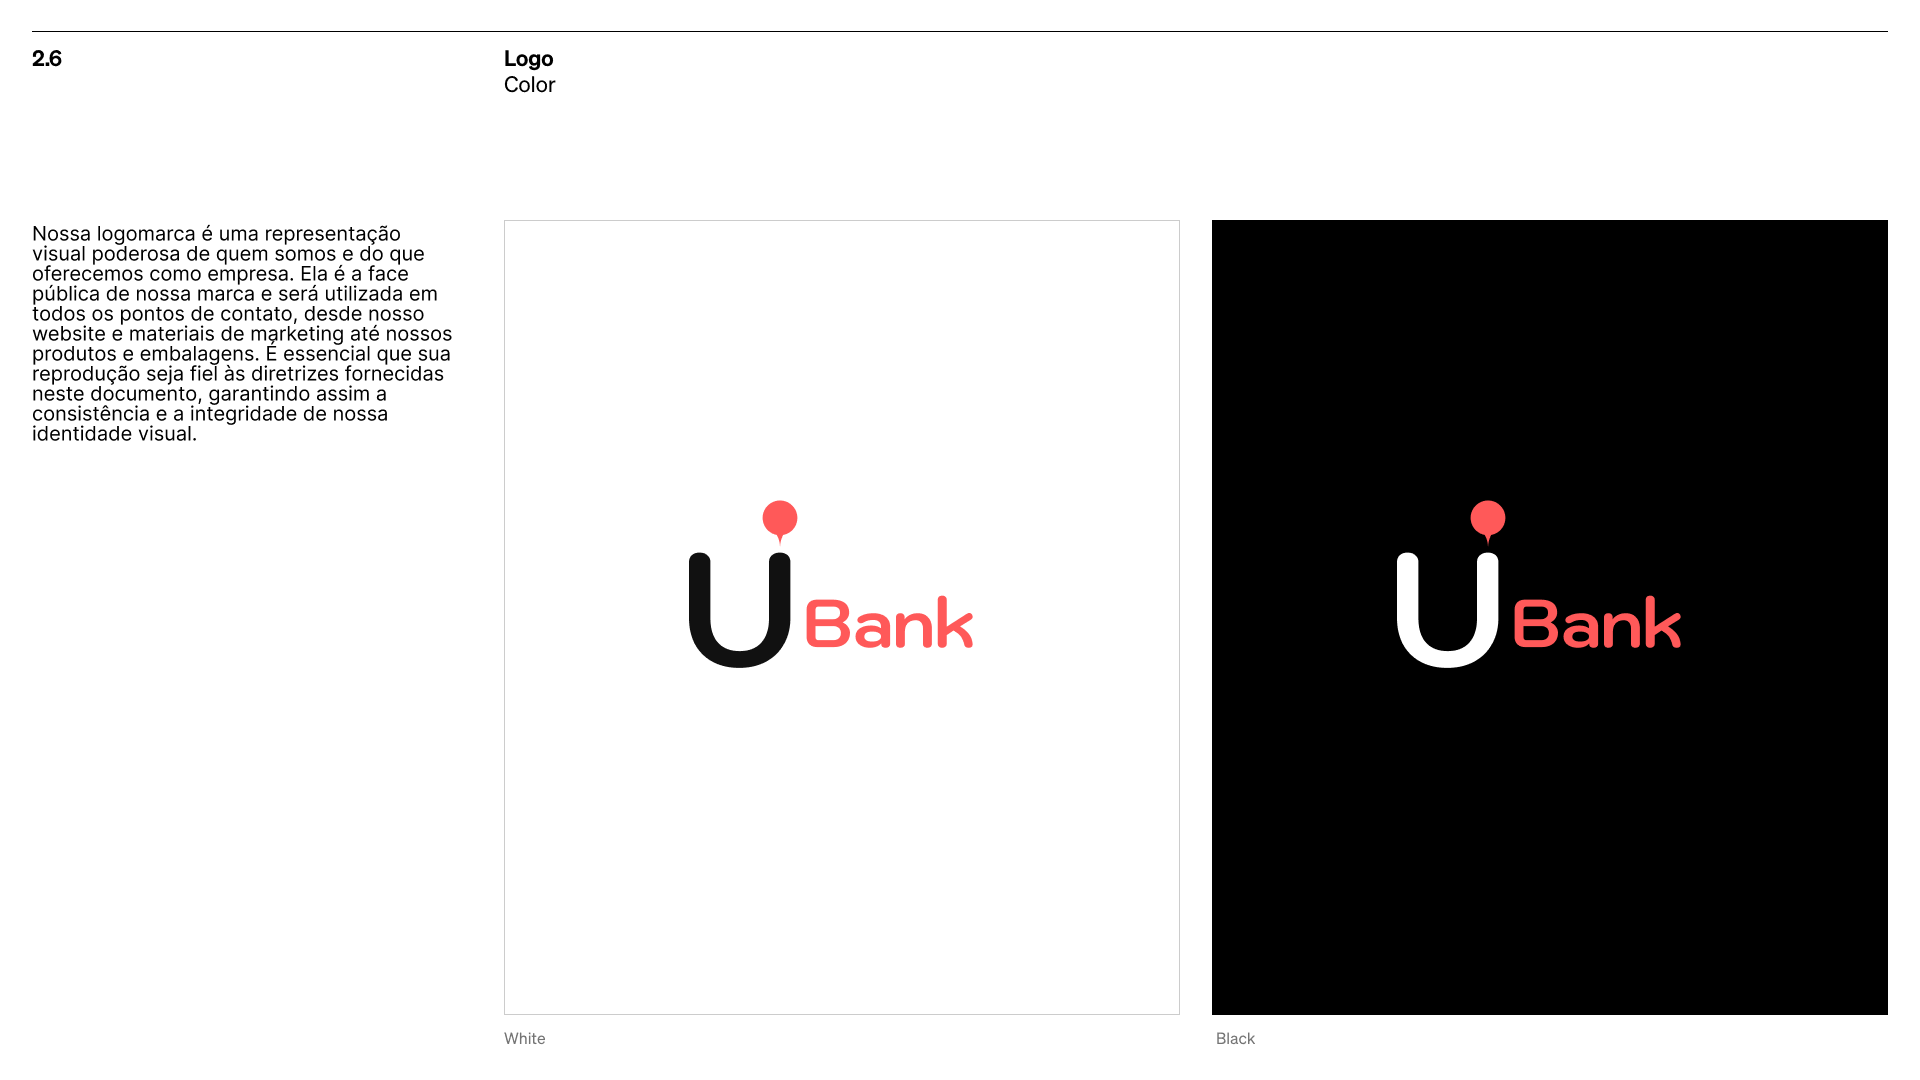 2.6
Logo
Color
Nossa logomarca é uma representação
visual poderosa de quem somos e do que
oferecemos como empresa. Ela é a face
pública de nossa marca e será utilizada em
todos os pontos de contato, desde nosso
website e materiais de marketing até nossos
produtos e embalagens. É essencial que sua
reprodução seja fiel às diretrizes fornecidas
neste documento, garantindo assim a
consistência e a integridade de nossa
identidade visual.
U Bank
U Bank
White
Black